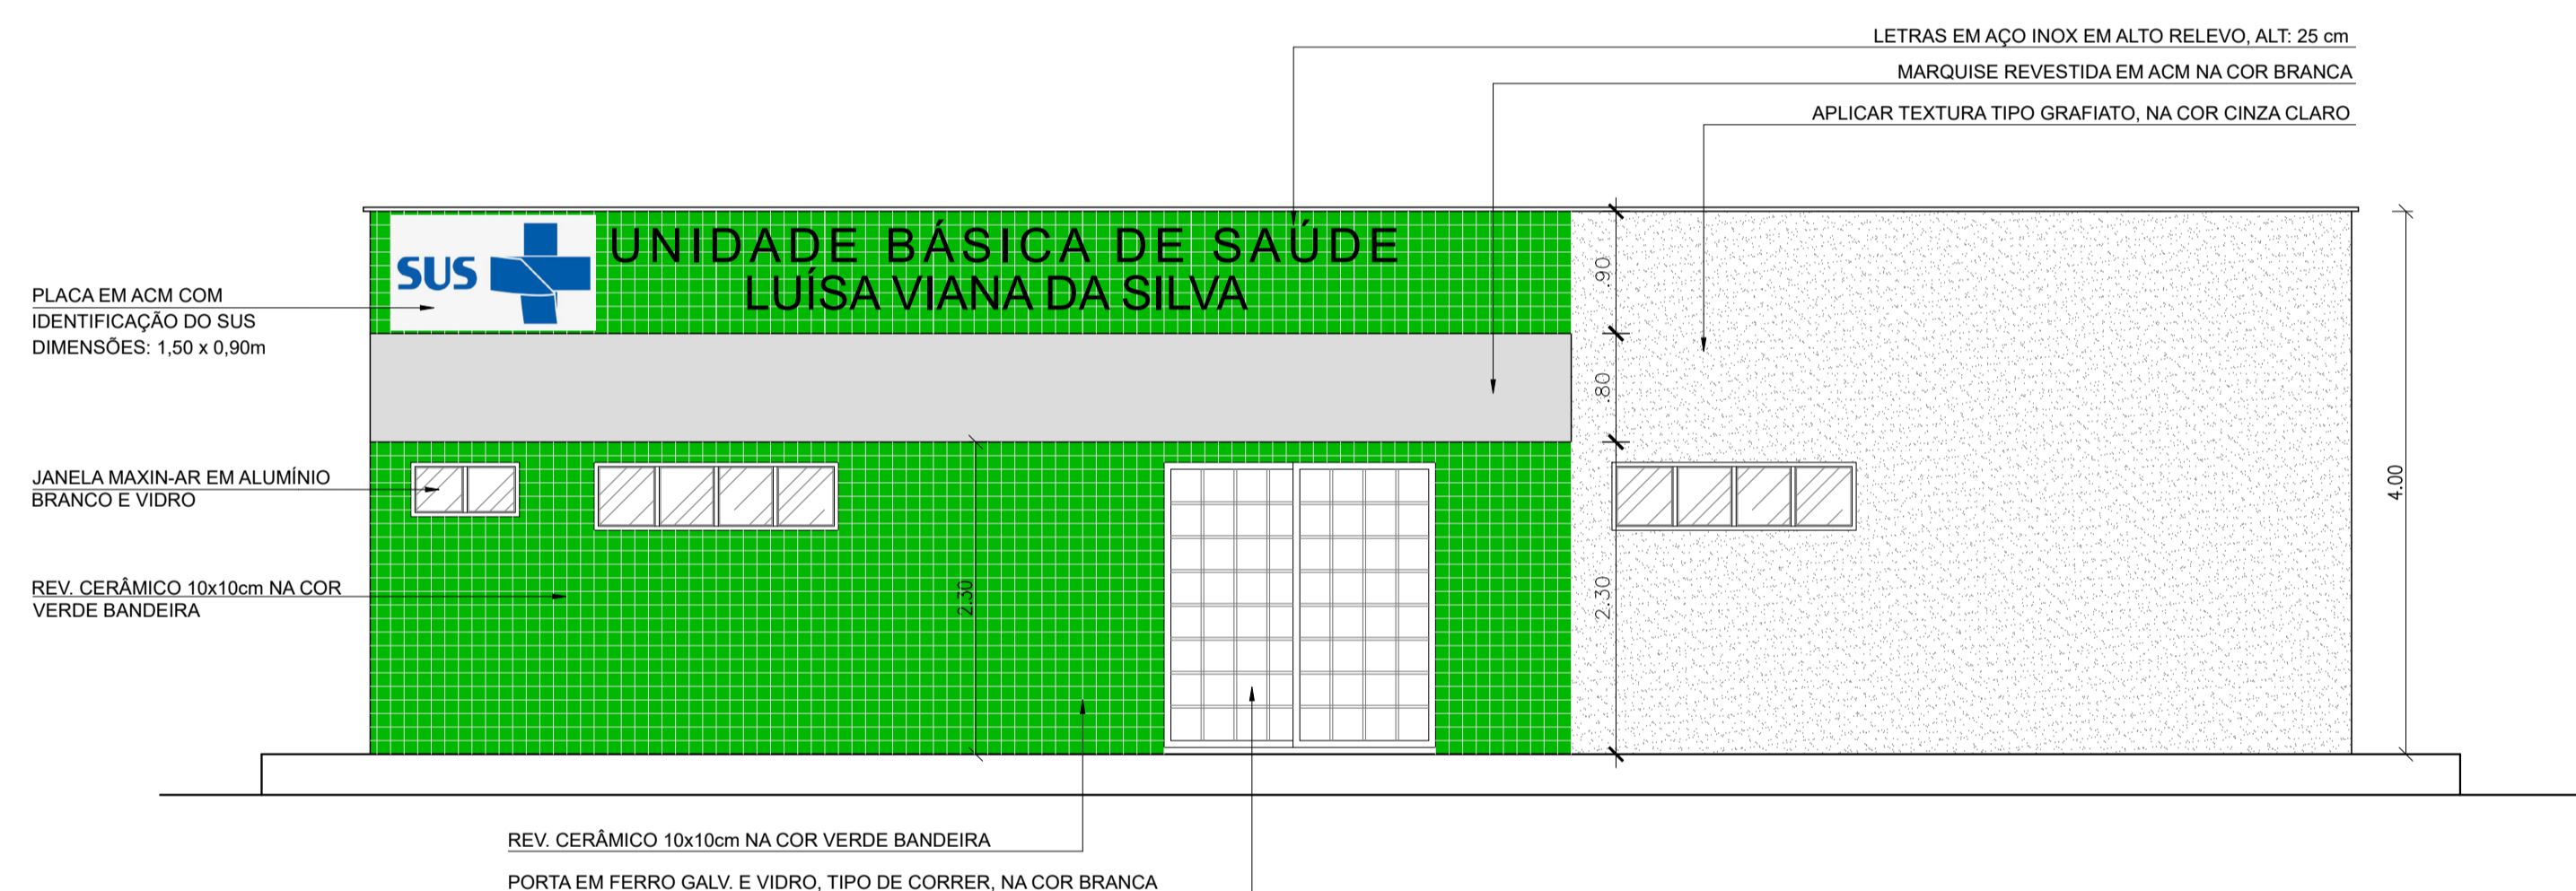 LETRAS EM AÇO INOX EM ALTO RELEVO, ALT: 25 cm
MARQUISE REVESTIDA EM ACM NA COR BRANCA
APLICAR TEXTURA TIPO GRAFIATO, NA COR CINZA CLARO
SUS
UNIDADE BÁSICA DE SAÚDE
LUÍSA VIANA DA SILVA
PLACA EM ACM COM
IDENTIFICAÇÃO DO SUS
DIMENSÕES: 1,50 x 0,90m
.90
.80
JANELA MAXIN-AR EM ALUMÍNIO
BRANCO E VIDRO
4.00
REV. CERÂMICO 10x10cm NA COR
VERDE BANDEIRA
2.30
2.30
REV. CERÂMICO 10x10cm NA COR VERDE BANDEIRA
PORTA EM FERRO GALV. E VIDRO, TIPO DE CORRER, NA COR BRANCA